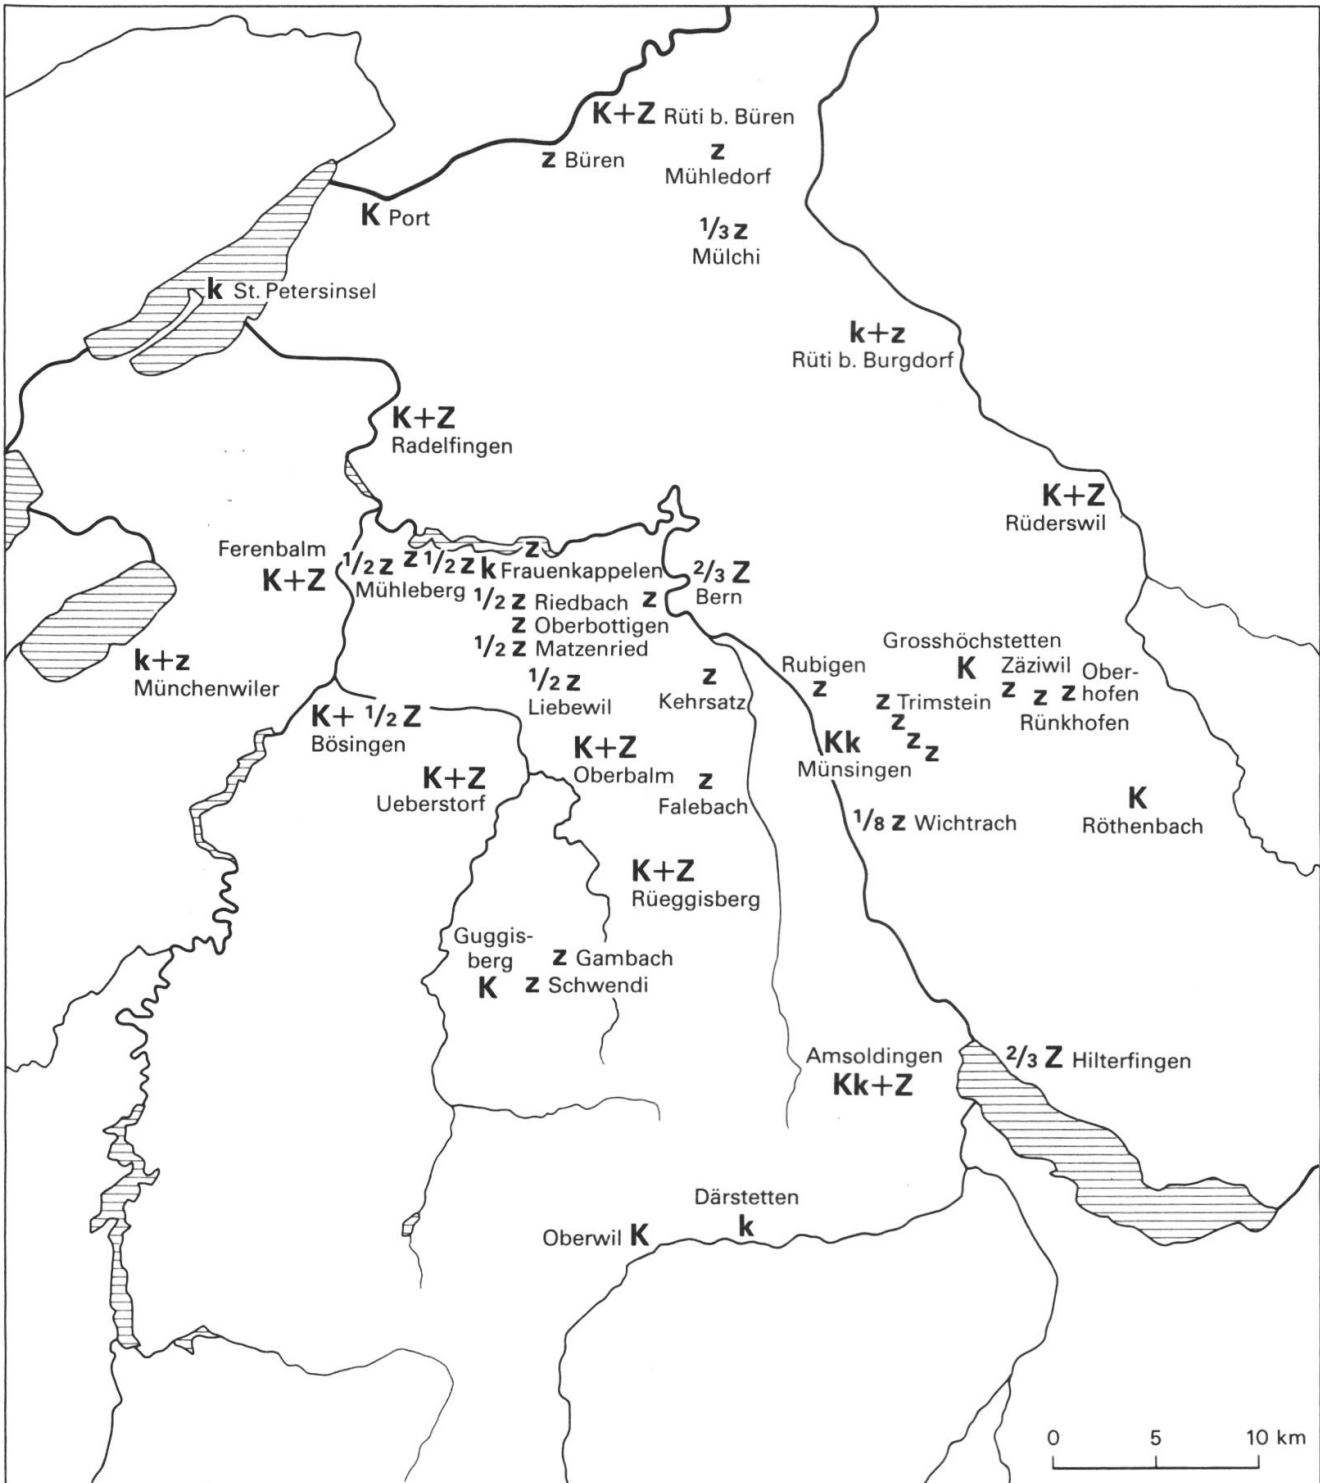 K+Z Rüti b. Büren
z Büren
z
Mühledorf
K Port
1/3 z
Mülchi
k St. Petersinsel
k+z
Rüti b. Burgdorf
K+Z
Radelfingen
K+Z
Rüderswil
Ferenbalm
K+Z
1/2 z z 1/2 z
Mühleberg
z
k Frauenkappelen
2/3 Z
Bern
1/2 z Riedbach z
z Oberbottigen
1/2 z Matzenried
k+z
Münchenwiler
1/2 z
Liebewil
z
Kehrsatz
Rubigen
z
Grosshöchstetten
K
Zäziwil
z
z
Rünkhofen
Ober-
z hofen
z Trimstein
z
z
z
K+ 1/2 Z
Bösingen
K+Z
Ueberstorf
K+Z
Oberbalm
z
Falebach
Kk
Münsingen
1/8 z Wichtrach
K
Röthenbach
K+Z
Rüeggisberg
Guggis-
berg
K
z Gambach
z Schwendi
Amsoldingen
Kk+Z
2/3 Z Hilterfingen
Därstetten
k
Oberwil K
0 5 10 km